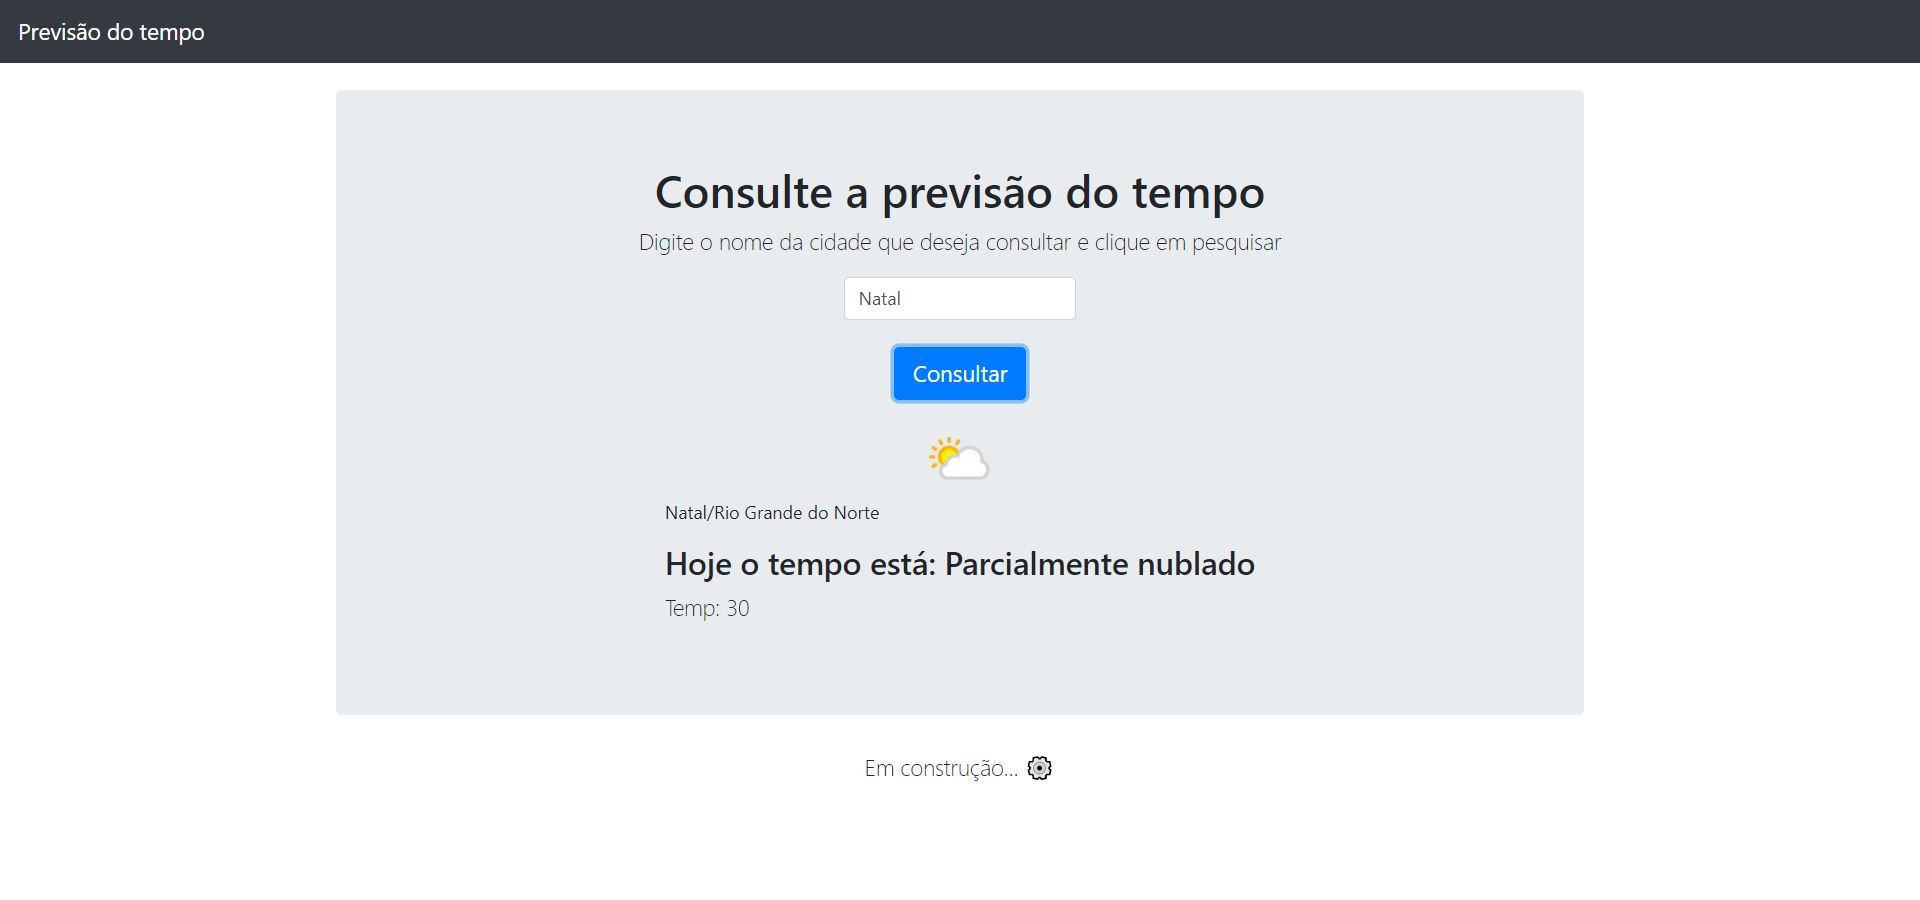 Previsão do tempo
Consulte a previsão do tempo
Digite o nome da cidade que deseja consultar e clique em pesquisar
Natal
Consultar
Natal/Rio Grande do Norte
Hoje o tempo está: Parcialmente nublado
Temp: 30
Em construção...